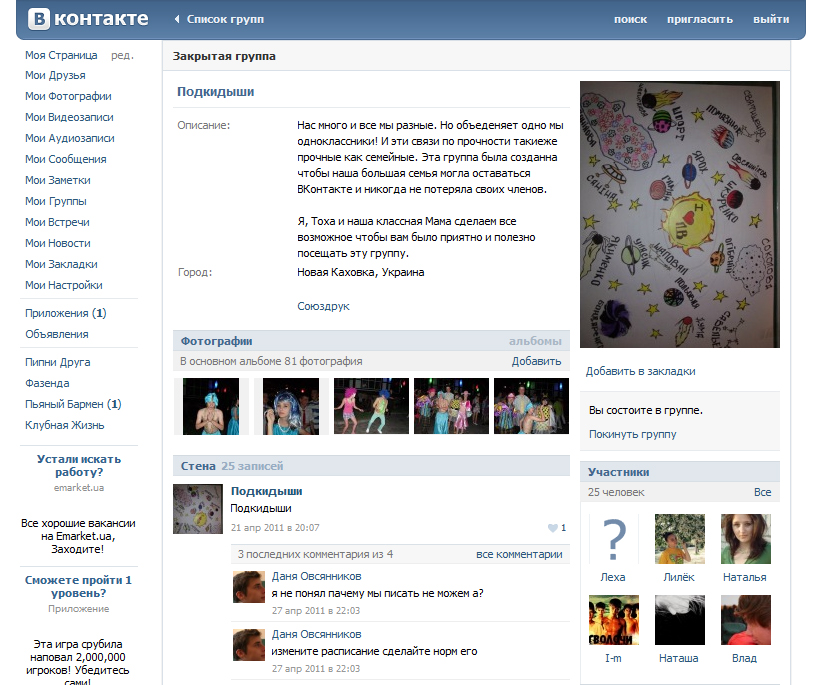 В контакте
Список групп
поиск пригласить выйти
Моя Страница ред.
Мои Друзья
Мои Фотографии
Мои Видеозаписи
Мои Аудиозаписи
Мои Сообщения
Мои Заметки
Мои Группы
Мои Встречи
Мои Новости
Мои Закладки
Мои Настройки
Приложения (1)
Объявления
Пипни Друга
Фазенда
Пьяный Бармен (1)
Клубная Жизнь
Устали искать
работу?
emarket.ua
Все хорошие вакансии
на Emarket.ua,
Заходите!
Сможете пройти 1
уровень?
Приложение
Эта игра срубила
наповал 2,000,000
игроков! Убедитесь
сами!
Закрытая группа
Подкидыши
Описание:
Нас много и все мы разные. Но объеденяет одно мы
одноклассники! И эти связи по прочности такиеже
прочные как семейные. Эта группа была созданна
чтобы наша большая семья могла оставаться
ВКонтакте и никогда не потеряла своих членов.
Я, Тоха и наша классная Мама сделаем все
возможное чтобы вам было приятно и полезно
посещать эту группу.
Город: Новая Каховка, Украина
Союздрук
Фотографии альбомы
В основном альбоме 81 фотография Добавить
Стена 25 записей
Подкидыши
Подкидыши
21 апр 2011 в 20:07 1
3 последних комментария из 4 все комментарии
Даня Овсянников
я не понял пачему мы писать не можем а?
27 апр 2011 в 22:03
Даня Овсянников
измените расписание сделайте норм его
27 апр 2011 в 22:03
СПОРТ
ЯРОХ
ЯКИМЕНКО
I
ПВ
Добавить в закладки
Вы состоите в группе.
Покинуть группу
Участники
25 человек Все
?
Леха Лилёк Наталья
СВОЛОЧИ
I-m Наташа Влад